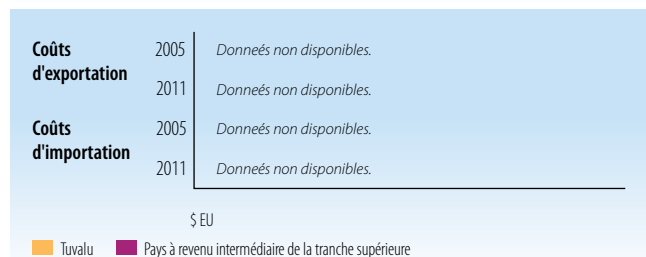 Coûts d'exportation
2005 Donneés non disponibles.
2011 Donneés non disponibles.
Coûts d'importation
2005 Donneés non disponibles.
2011 Donneés non disponibles.
$ EU
Tuvalu Pays à revenu intermédiaire de la tranche supérieure